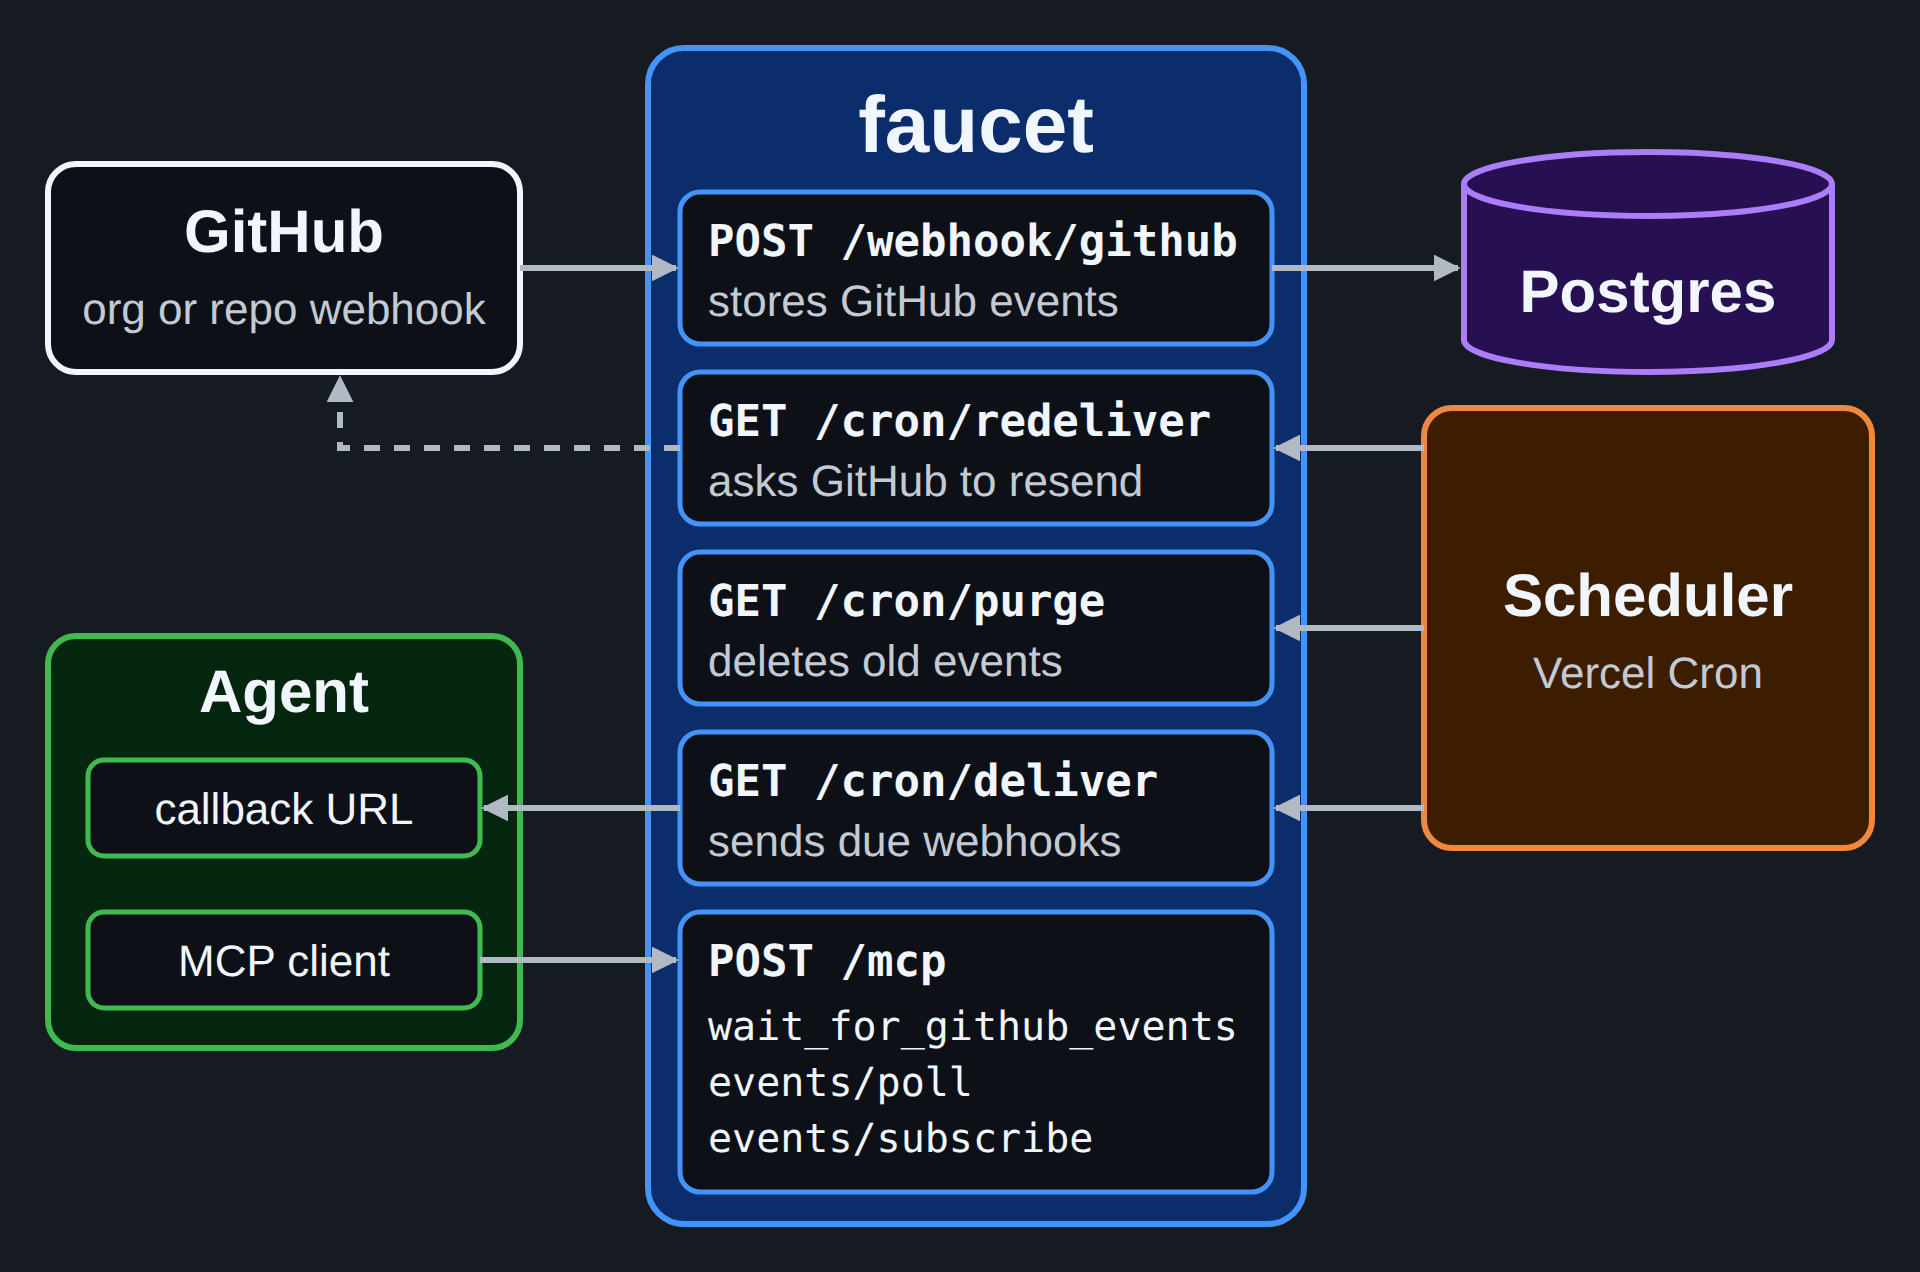 faucet
GitHub
org or repo webhook
POST /webhook/github
stores GitHub events
Postgres
GET /cron/redeliver
asks GitHub to resend
GET /cron/purge
deletes old events
Scheduler
Vercel Cron
Agent
callback URL
GET /cron/deliver
sends due webhooks
MCP client
POST /mcp
wait_for_github_events
events/poll
events/subscribe